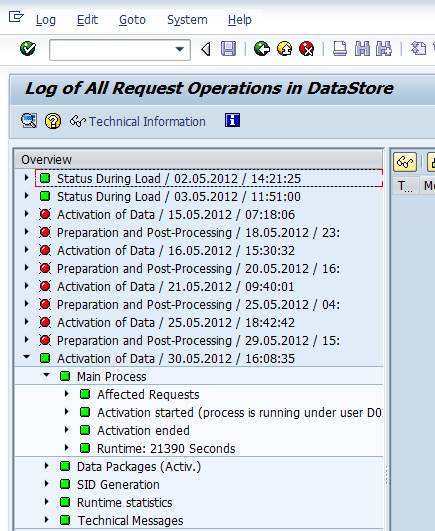 Log Edit Goto System Help
Log of All Request Operations in DataStore
Technical Information
Overview
T... Me
Status During Load / 02.05.2012 / 14:21:25
Status During Load / 03.05.2012 / 11:51:00
Activation of Data / 15.05.2012 / 07:18:06
Preparation and Post-Processing / 18.05.2012 / 23:
Activation of Data / 16.05.2012 / 15:30:32
Preparation and Post-Processing / 20.05.2012 / 16:
Activation of Data / 21.05.2012 / 09:40:01
Preparation and Post-Processing / 25.05.2012 / 04:
Activation of Data / 25.05.2012 / 18:42:42
Preparation and Post-Processing / 29.05.2012 / 15:
Activation of Data / 30.05.2012 / 16:08:35
Main Process
Affected Requests
Activation started (process is running under user D0
Activation ended
Runtime: 21390 Seconds
Data Packages (Activ.)
SID Generation
Runtime statistics
Technical Messages